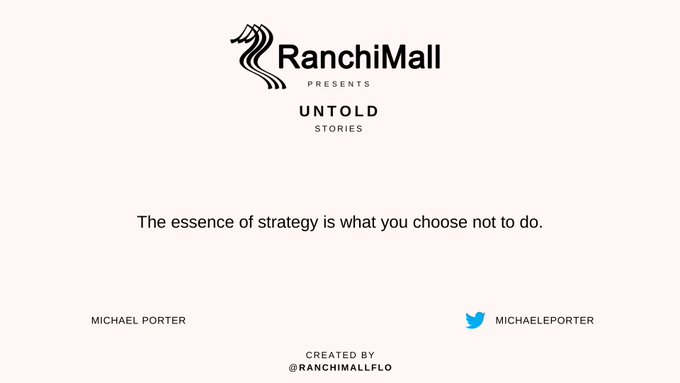 RanchiMall
PRESENTS
UNTOLD
STORIES
The essence of strategy is what you choose not to do.
MICHAEL PORTER
MICHAELEPORTER
CREATED BY
@RANCHIMALLFLO